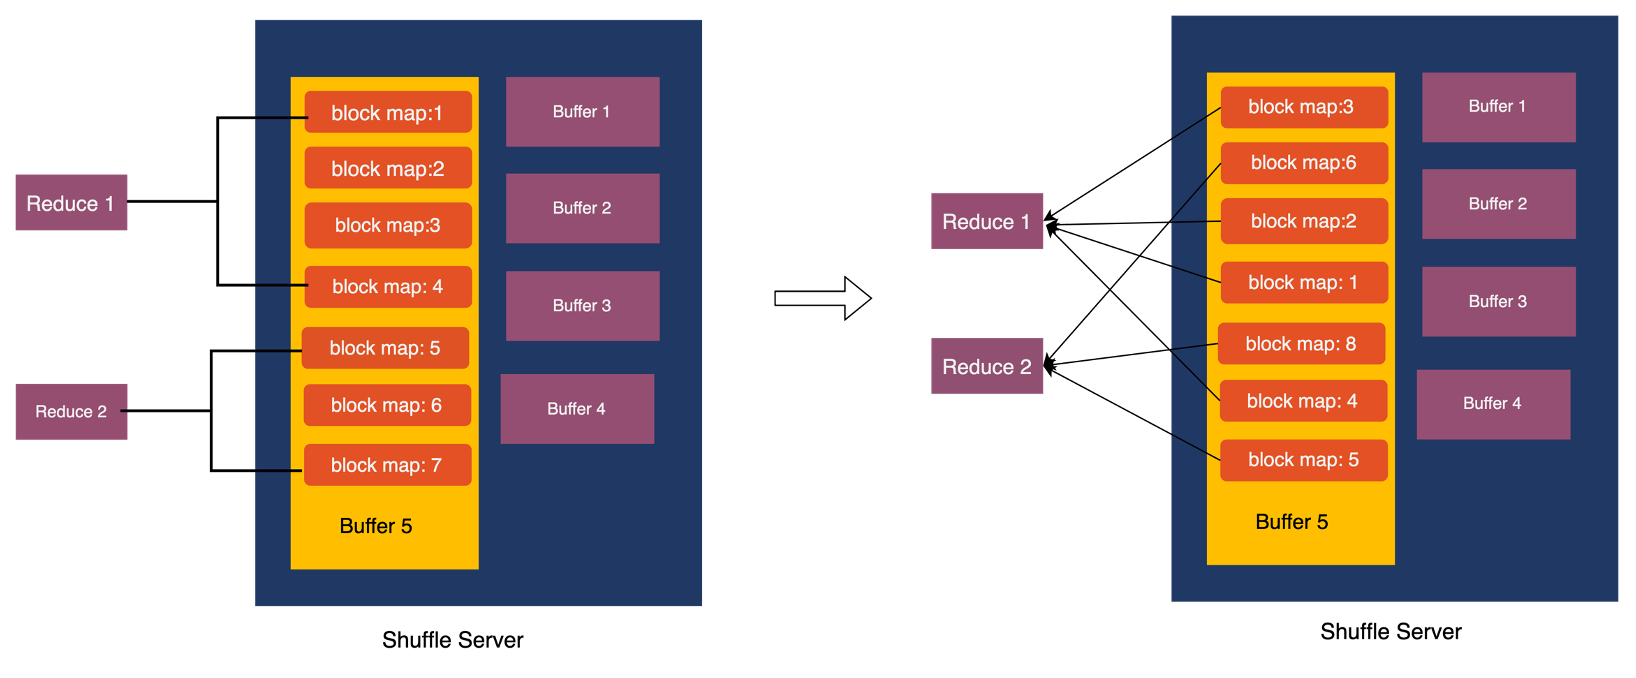 block map:1
block map:2
block map:3
block map: 4
block map: 5
block map: 6
block map: 7
Buffer 5
Buffer 1
Buffer 2
Buffer 3
Buffer 4
Reduce 1
Reduce 2
Shuffle Server
block map:3
block map:6
block map:2
block map: 1
block map: 8
block map: 4
block map: 5
Buffer 5
Buffer 1
Buffer 2
Buffer 3
Buffer 4
Reduce 1
Reduce 2
Shuffle Server